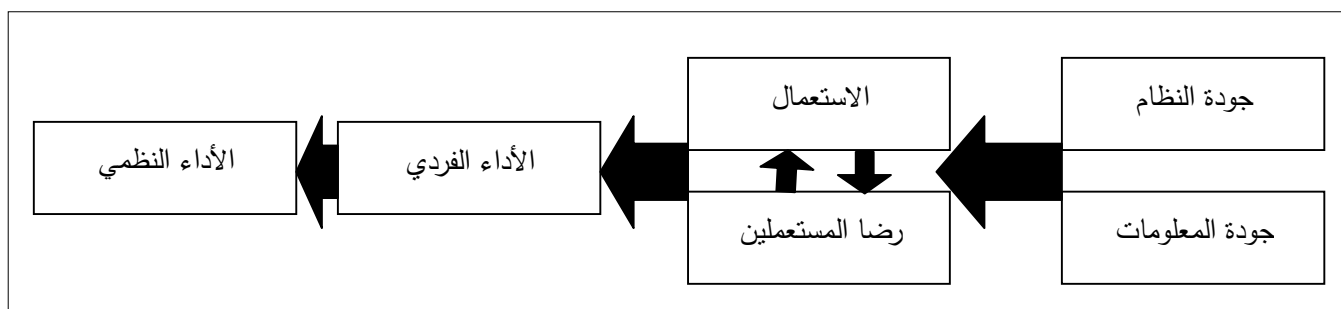 جودة النظام
الاستعمال
الأداء الفردي
الأداء النظمي
جودة المعلومات
رضا المستعملين